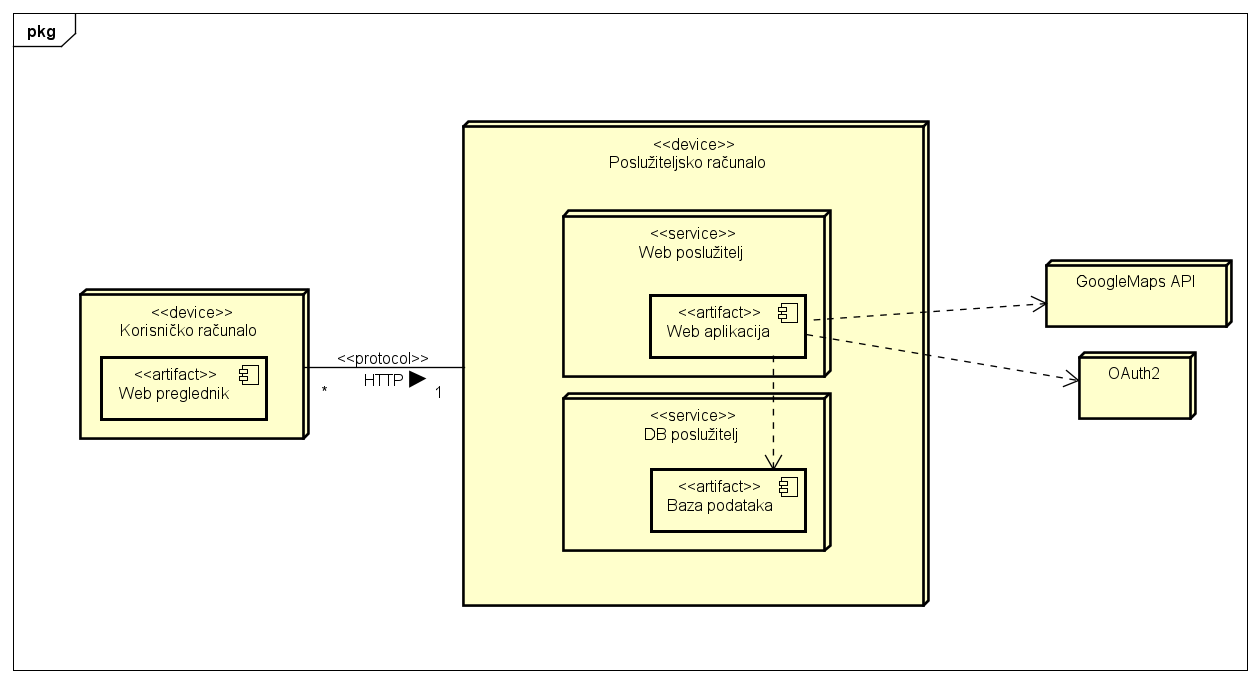 pkg
<<device>>
Korisničko računalo
<<artifact>>
Web preglednik
<<protocol>>
HTTP
*
1
<<device>>
Poslužiteljsko računalo
<<service>>
Web poslužitelj
<<artifact>>
Web aplikacija
<<service>>
DB poslužitelj
<<artifact>>
Baza podataka
GoogleMaps API
OAuth2